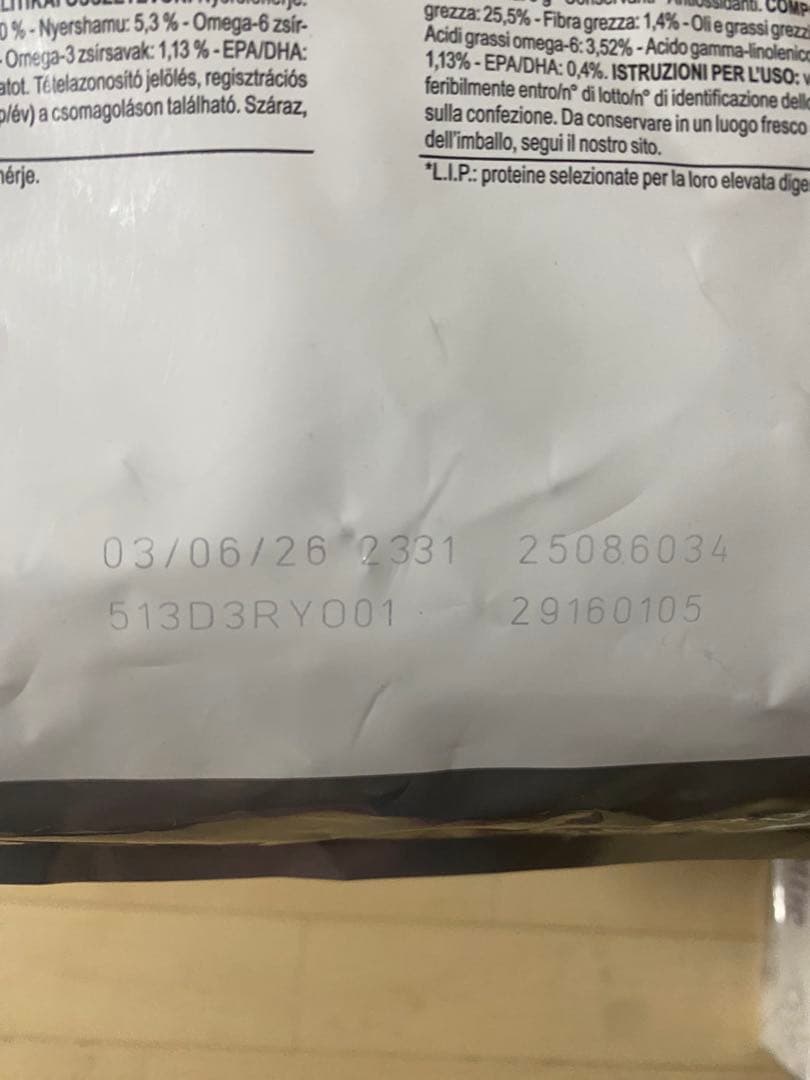 0 % - Nyershamu: 5,3 % - Omega-6 zsír-
- Omega-3 zsírsavak: 1,13 % - EPA/DHA:
atot. Tételazonosító jelölés, regisztrációs
p/év) a csomagoláson található. Száraz,
hérje.
COMP
grezza: 25,5% - Fibra grezza: 1,4% - Oli e grassi grezzi
Acidi grassi omega-6: 3,52% - Acido gamma-linolenico
1,13% - EPA/DHA: 0,4%. ISTRUZIONI PER L'USO: v
feribilmente entro/n° di lotto/n° di identificazione dello
sulla confezione. Da conservare in un luogo fresco
dell'imballo, segui il nostro sito.
*L.I.P.: proteine selezionate per la loro elevata dige
03/06/26 2331 25086034
513D3RY001 29160105